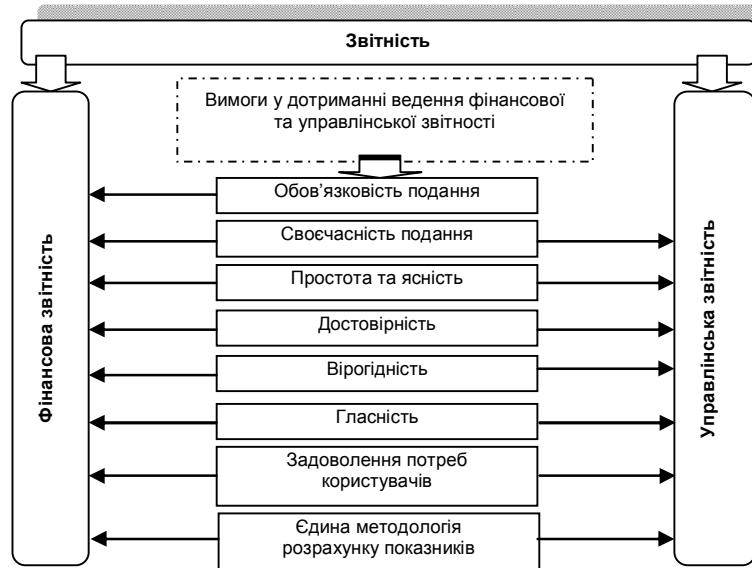 Звітність
Вимоги у дотриманні ведення фінансової
та управлінської звітності
Обов’язковість подання
Своєчасність подання
Простота та ясність
Достовірність
Вірогідність
Гласність
Задоволення потреб
користувачів
Єдина методологія
розрахунку показників
Фінансова звітність
Управлінська звітність